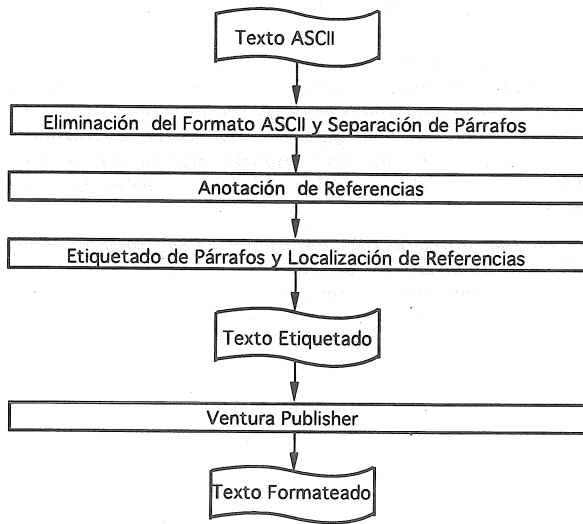 Texto ASCII
Eliminación del Formato ASCII y Separación de Párrafos
Anotación de Referencias
Etiquetado de Párrafos y Localización de Referencias
Texto Etiquetado
Ventura Publisher
Texto Formateado